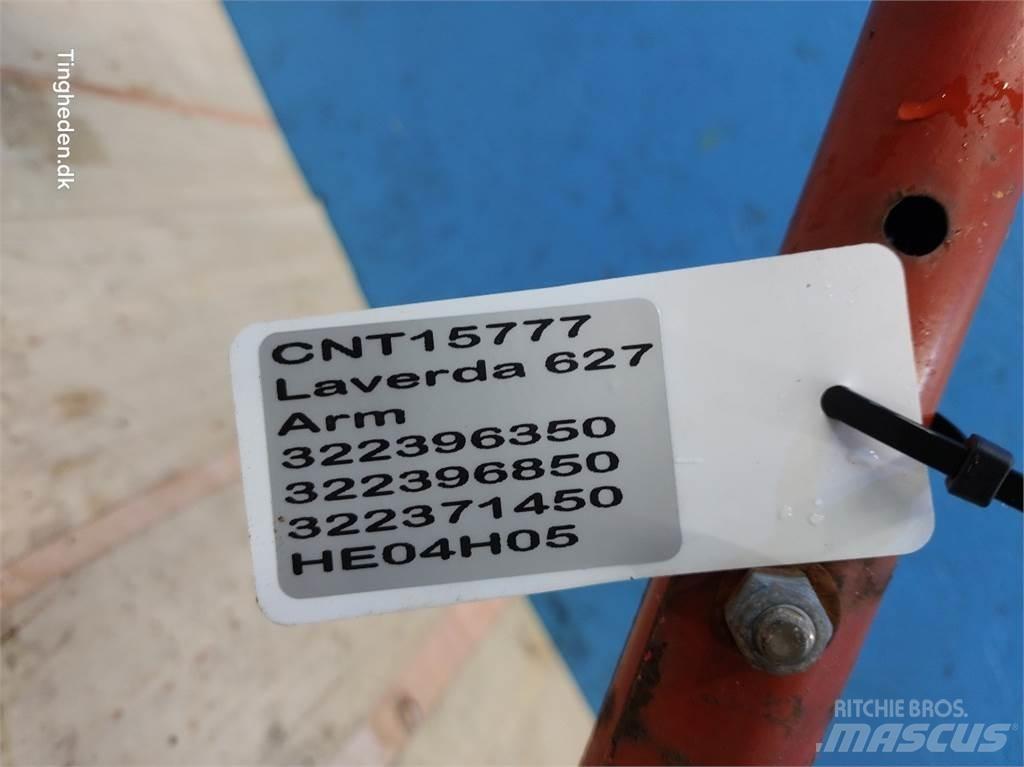 Tingheden.dk
CNT15777
Laverda 627
Arm
322396350
322396850
322371450
HE04H05
RITCHIE BROS.
MASCUS